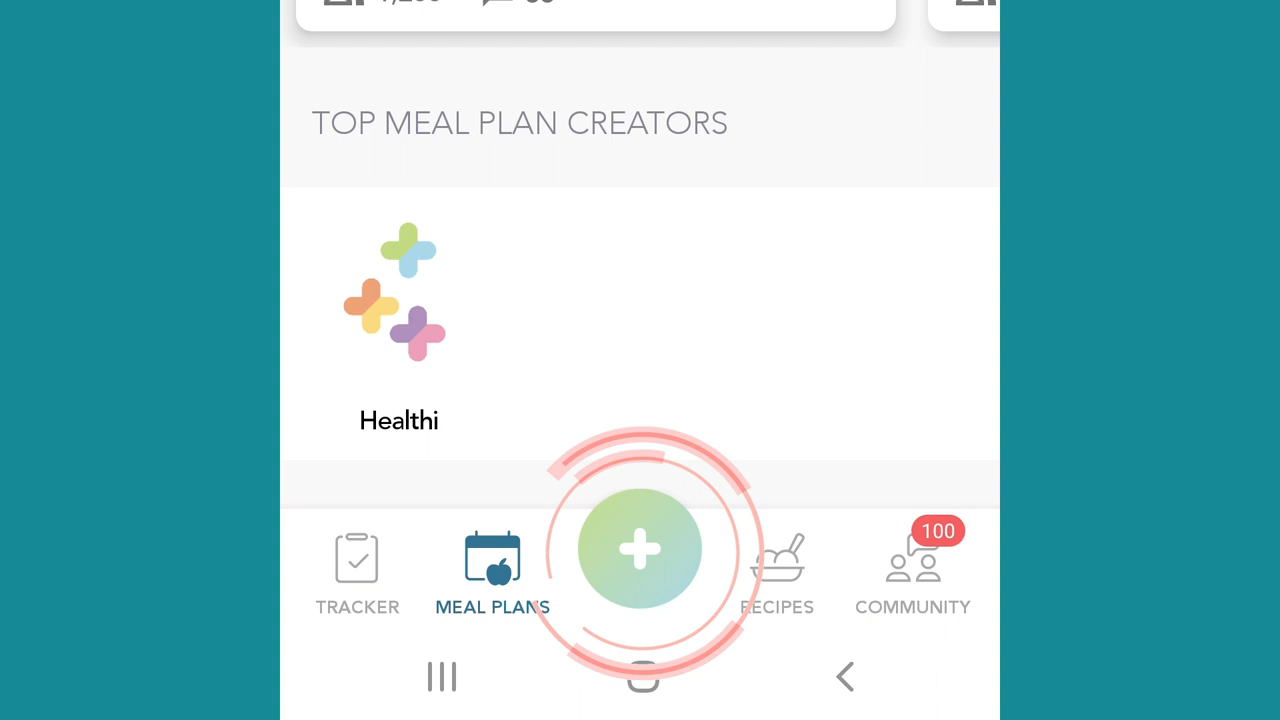 TOP MEAL PLAN CREATORS
Healthi
100
TRACKER
MEAL PLANS
RECIPES
COMMUNITY